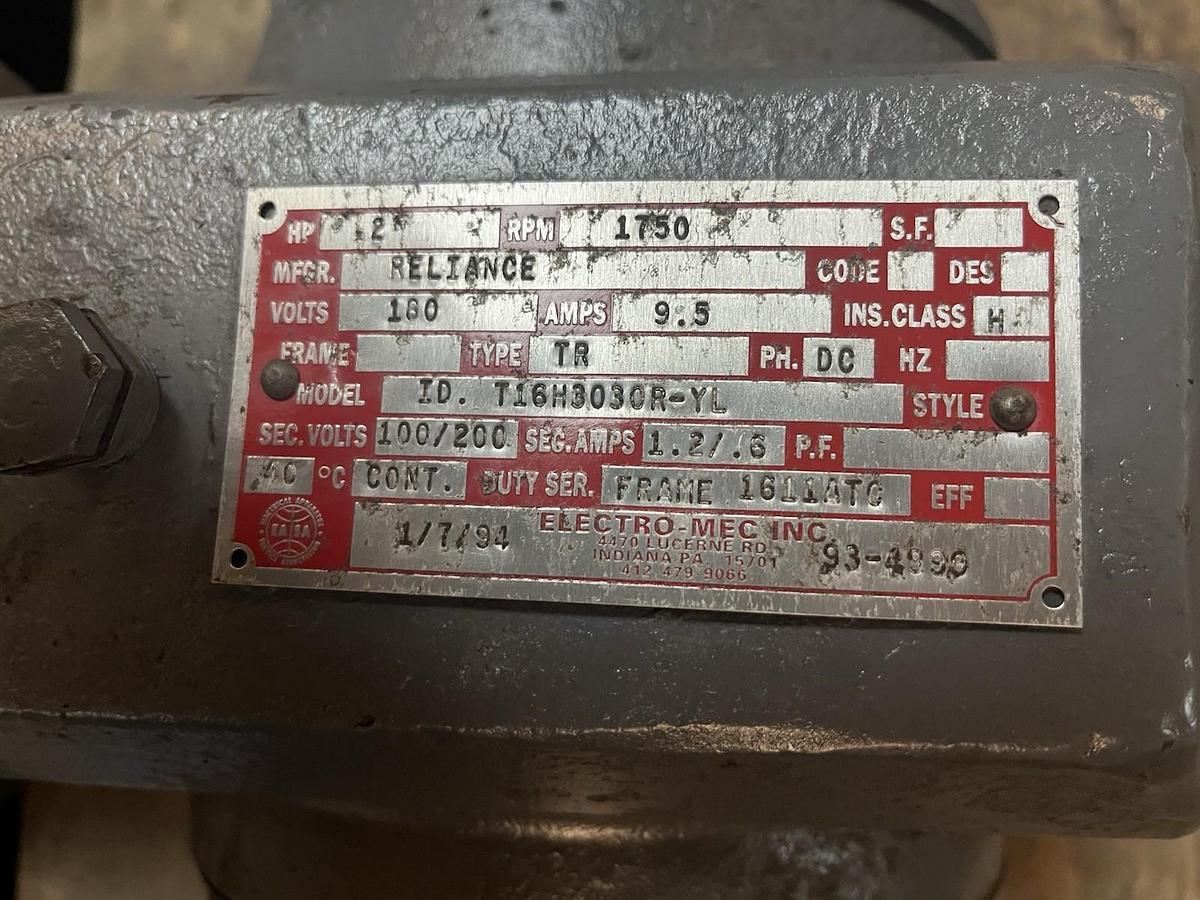 HP 2 RPM 1750 S.F.
MFGR. RELIANCE CODE DES
VOLTS 180 AMPS 9.5 INS.CLASS H
FRAME TYPE TR PH. DC HZ
MODEL ID. T16H3030R-YL STYLE
SEC. VOLTS 100/200 SEC. AMPS 1.2/.6 P.F.
40 °C CONT. DUTY SER. FRAME 1611ATC EFF
EASA
1/7/94 ELECTRO-MEC INC.
4470 LUCERNE RD.
INDIANA PA. 15701
412 479 9066